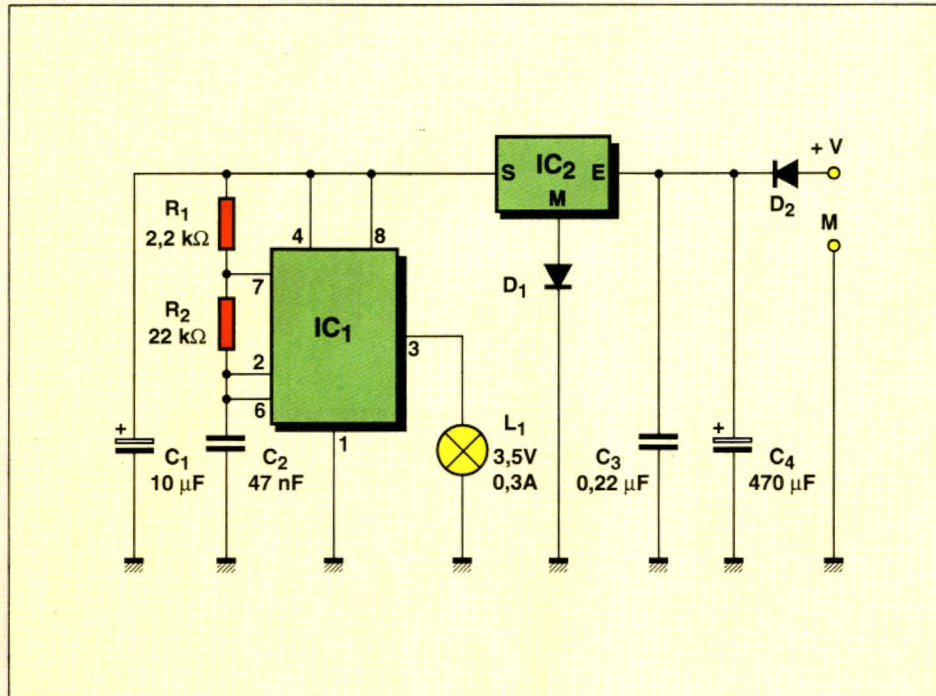 + V
S IC2 E
M
D2
M
R1
2,2 kΩ
4
8
7
D1
R2
22 kΩ
IC1
3
2
6
+
C1
10 µF
C2
47 nF
1
L1
3,5V
0,3A
C3
0,22 µF
+
C4
470 µF